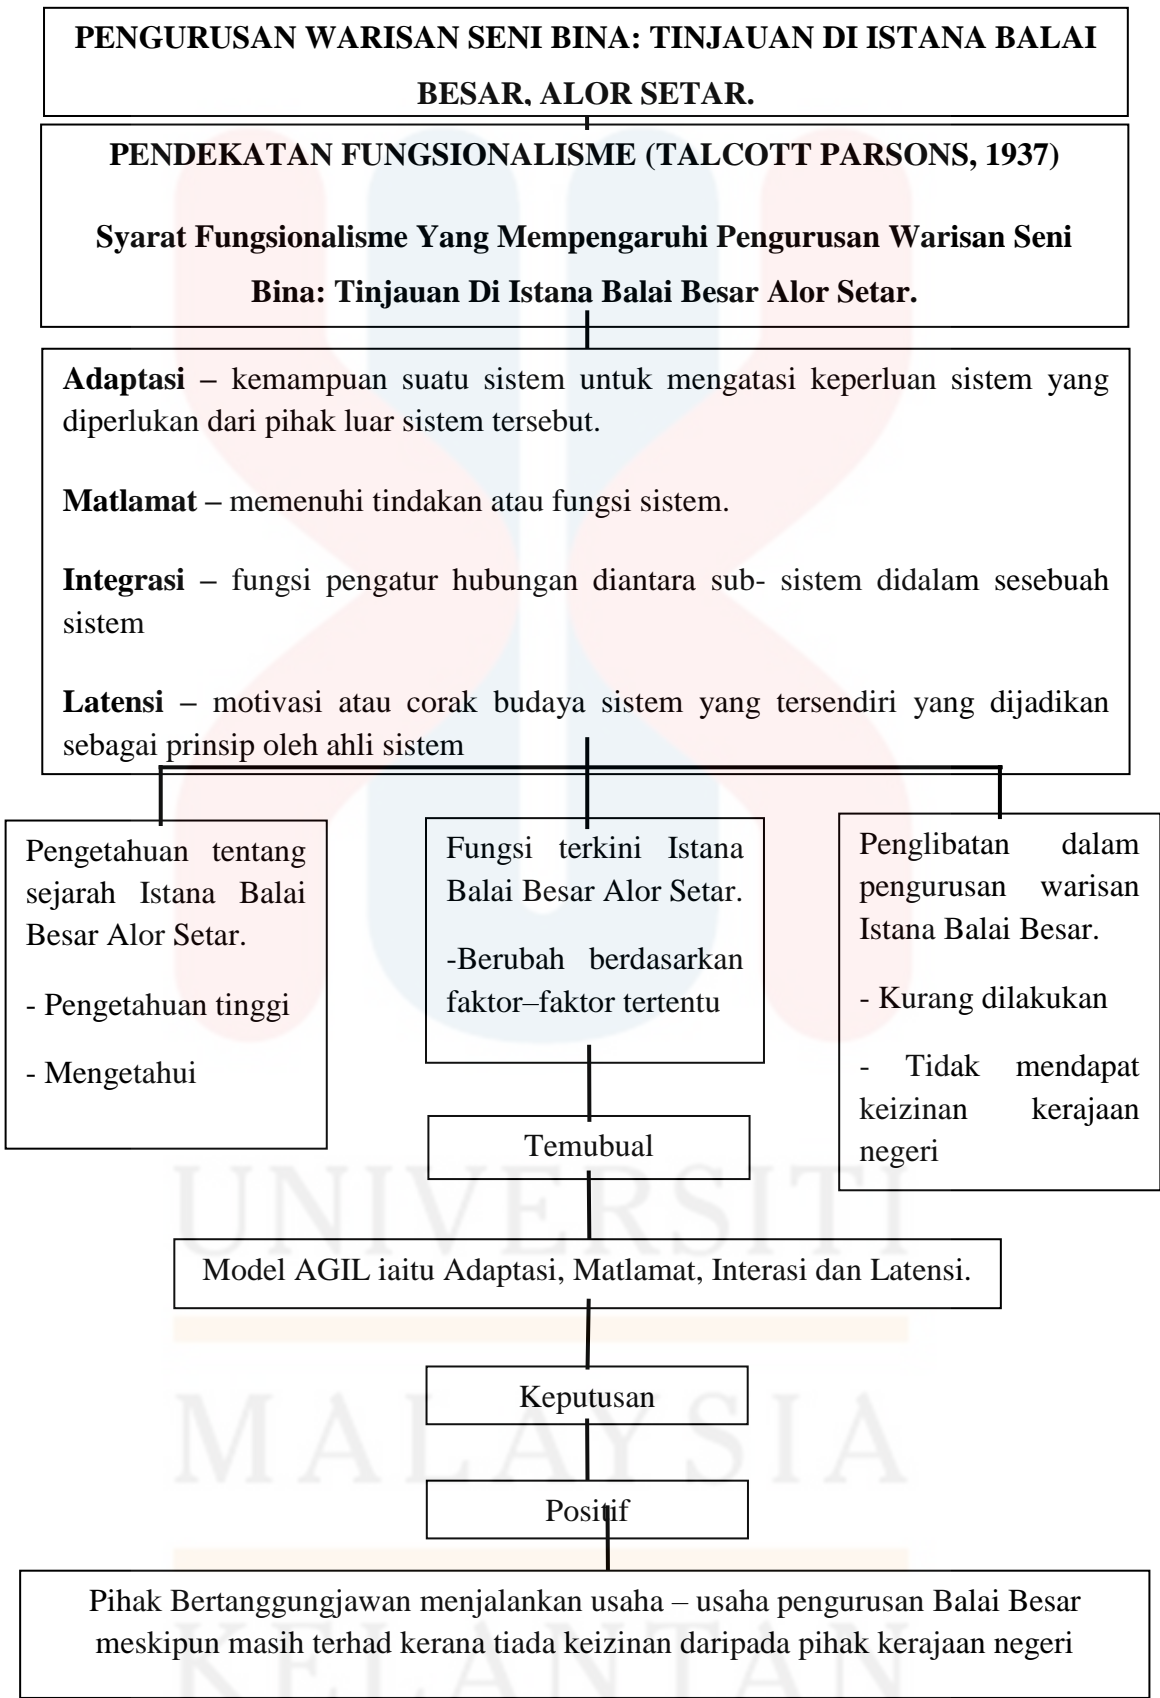 PENGURUSAN WARISAN SENI BINA: TINJAUAN DI ISTANA BALAI
BESAR, ALOR SETAR.
PENDEKATAN FUNGSIONALISME (TALCOTT PARSONS, 1937)
Syarat Fungsionalisme Yang Mempengaruhi Pengurusan Warisan Seni
Bina: Tinjauan Di Istana Balai Besar Alor Setar.
Adaptasi – kemampuan suatu sistem untuk mengatasi keperluan sistem yang
diperlukan dari pihak luar sistem tersebut.
Matlamat – memenuhi tindakan atau fungsi sistem.
Integrasi – fungsi pengatur hubungan diantara sub- sistem didalam sesebuah
sistem
Latensi – motivasi atau corak budaya sistem yang tersendiri yang dijadikan
sebagai prinsip oleh ahli sistem
Pengetahuan tentang
sejarah Istana Balai
Besar Alor Setar.
- Pengetahuan tinggi
- Mengetahui
Fungsi terkini Istana
Balai Besar Alor Setar.
-Berubah berdasarkan
faktor–faktor tertentu
Penglibatan dalam
pengurusan warisan
Istana Balai Besar.
- Kurang dilakukan
- Tidak mendapat
keizinan kerajaan
negeri
Temubual
Model AGIL iaitu Adaptasi, Matlamat, Interasi dan Latensi.
Keputusan
Positif
Pihak Bertanggungjawan menjalankan usaha – usaha pengurusan Balai Besar
meskipun masih terhad kerana tiada keizinan daripada pihak kerajaan negeri
UNIVERSITI
MALAYSIA
KELANTAN